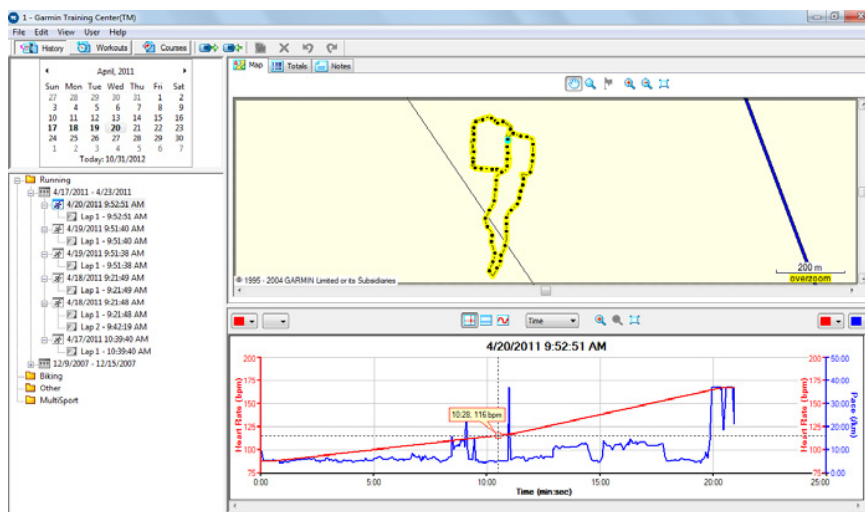 1 - Garmin Training Center(TM)
File Edit View User Help
History Workouts Courses
April, 2011
Sun Mon Tue Wed Thu Fri Sat
27 28 29 30 31 1 2
3 4 5 6 7 8 9
10 11 12 13 14 15 16
17 18 19 20 21 22 23
24 25 26 27 28 29 30
1 2 3 4 5 6 7
Today: 10/31/2012
Running
4/17/2011 - 4/23/2011
4/20/2011 9:52:51 AM
Lap 1 - 9:52:51 AM
4/19/2011 9:51:40 AM
Lap 1 - 9:51:40 AM
4/19/2011 9:51:38 AM
Lap 1 - 9:51:38 AM
4/18/2011 9:21:49 AM
Lap 1 - 9:21:49 AM
4/18/2011 9:21:48 AM
Lap 1 - 9:21:48 AM
Lap 2 - 9:42:19 AM
4/17/2011 10:39:40 AM
Lap 1 - 10:39:40 AM
12/9/2007 - 12/15/2007
Biking
Other
MultiSport
Map Totals Notes
200 m
overzoom
© 1995 - 2004 GARMIN Limited or its Subsidiaries
Time
4/20/2011 9:52:51 AM
Heart Rate (bpm)
200
175
150
125
100
75
10:28, 116 bpm
0:00 5:00 10:00 15:00 20:00 25:00
Time (min:sec)
200
175
150
125
100
75
Heart Rate (bpm)
50:00
40:00
30:00
20:00
10:00
0:00